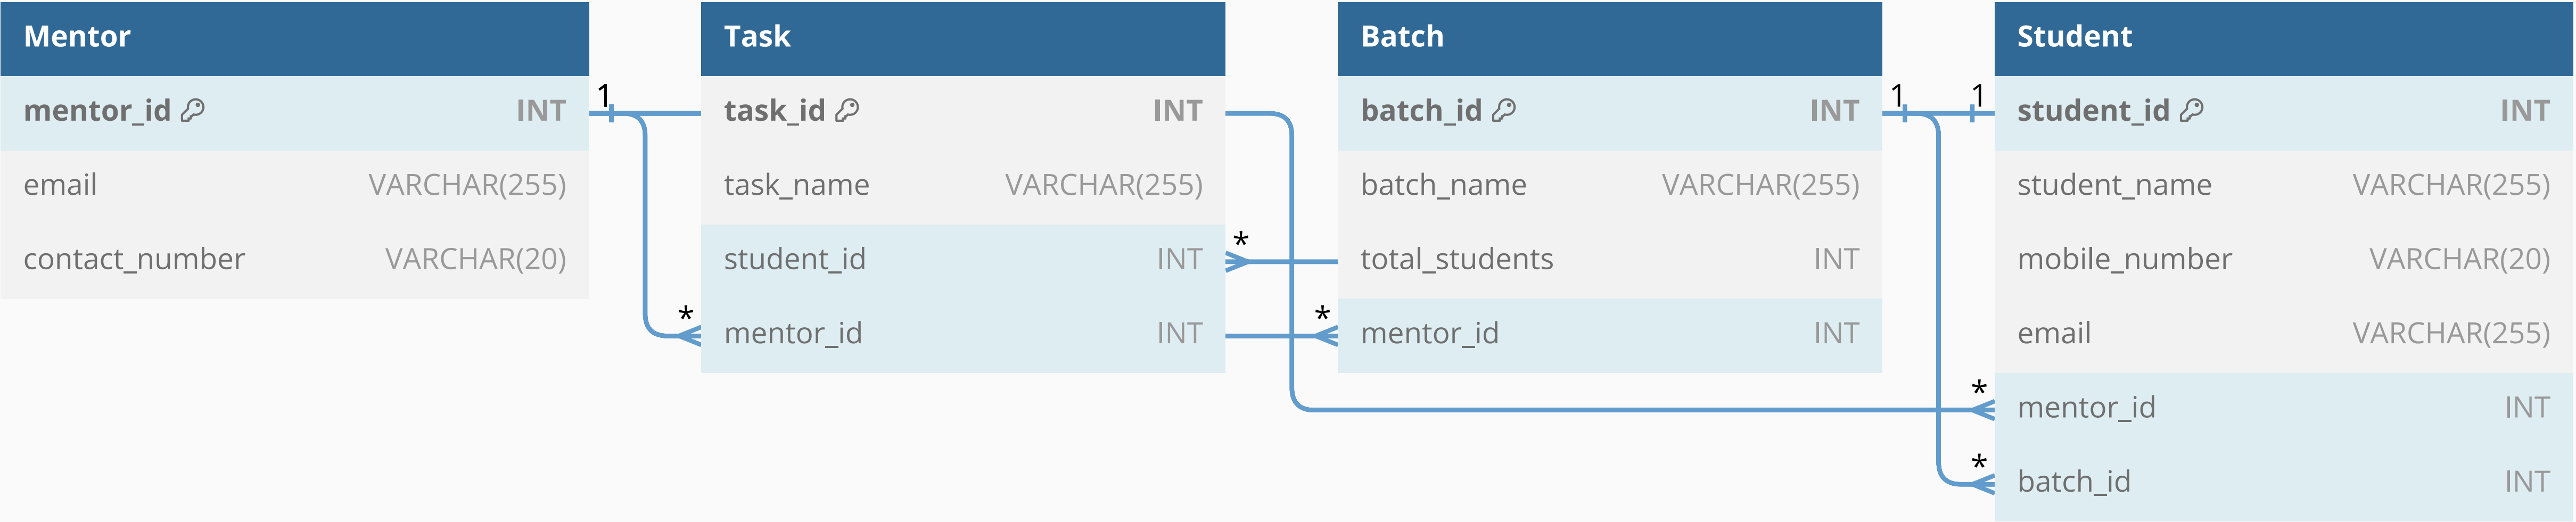 Mentor
mentor_id INT
email VARCHAR(255)
contact_number VARCHAR(20)
1
*
Task
task_id INT
task_name VARCHAR(255)
student_id INT
mentor_id INT
*
*
Batch
batch_id INT
batch_name VARCHAR(255)
total_students INT
mentor_id INT
1
1
*
*
Student
student_id INT
student_name VARCHAR(255)
mobile_number VARCHAR(20)
email VARCHAR(255)
mentor_id INT
batch_id INT